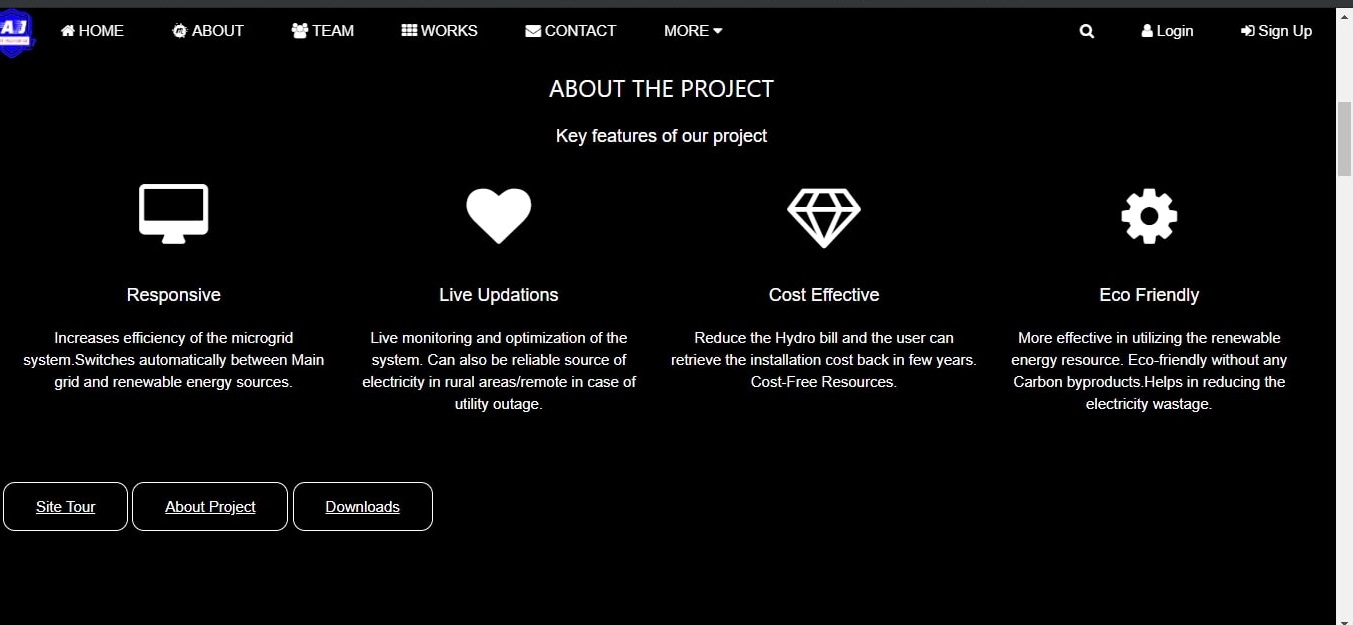 AJ
HOME ABOUT TEAM WORKS CONTACT MORE Login Sign Up
ABOUT THE PROJECT
Key features of our project
Responsive
Increases efficiency of the microgrid
system.Switches automatically between Main
grid and renewable energy sources.
Live Updations
Live monitoring and optimization of the
system. Can also be reliable source of
electricity in rural areas/remote in case of
utility outage.
Cost Effective
Reduce the Hydro bill and the user can
retrieve the installation cost back in few years.
Cost-Free Resources.
Eco Friendly
More effective in utilizing the renewable
energy resource. Eco-friendly without any
Carbon byproducts.Helps in reducing the
electricity wastage.
Site Tour About Project Downloads